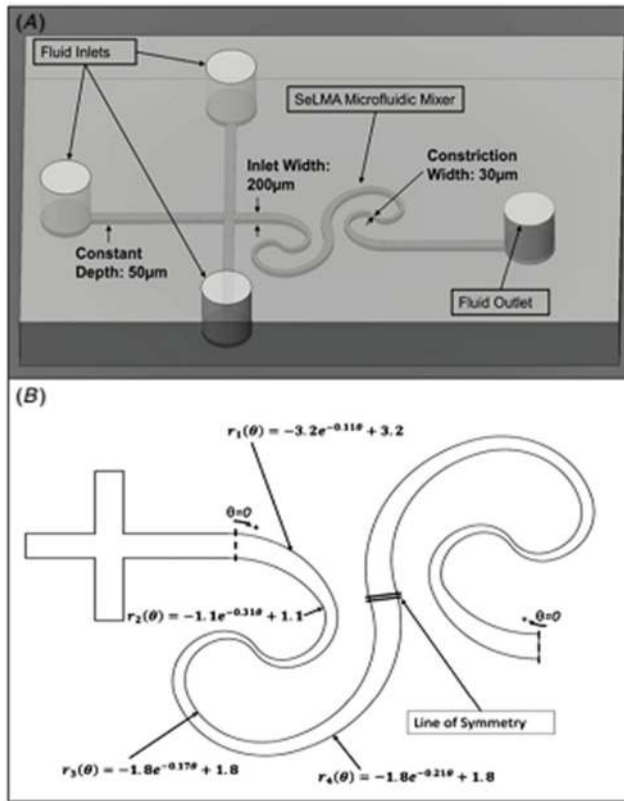 (A)
Fluid Inlets
SeLMA Microfluidic Mixer
Inlet Width:
200μm
Constriction
Width: 30μm
Constant
Depth: 50μm
Fluid Outlet
(B)
r₁(θ) = −3.2e^−0.11θ + 3.2
θ=0
r₂(θ) = −1.1e^−0.31θ + 1.1
θ=0
Line of Symmetry
r₃(θ) = −1.8e^−0.17θ + 1.8
r₄(θ) = −1.8e^−0.21θ + 1.8